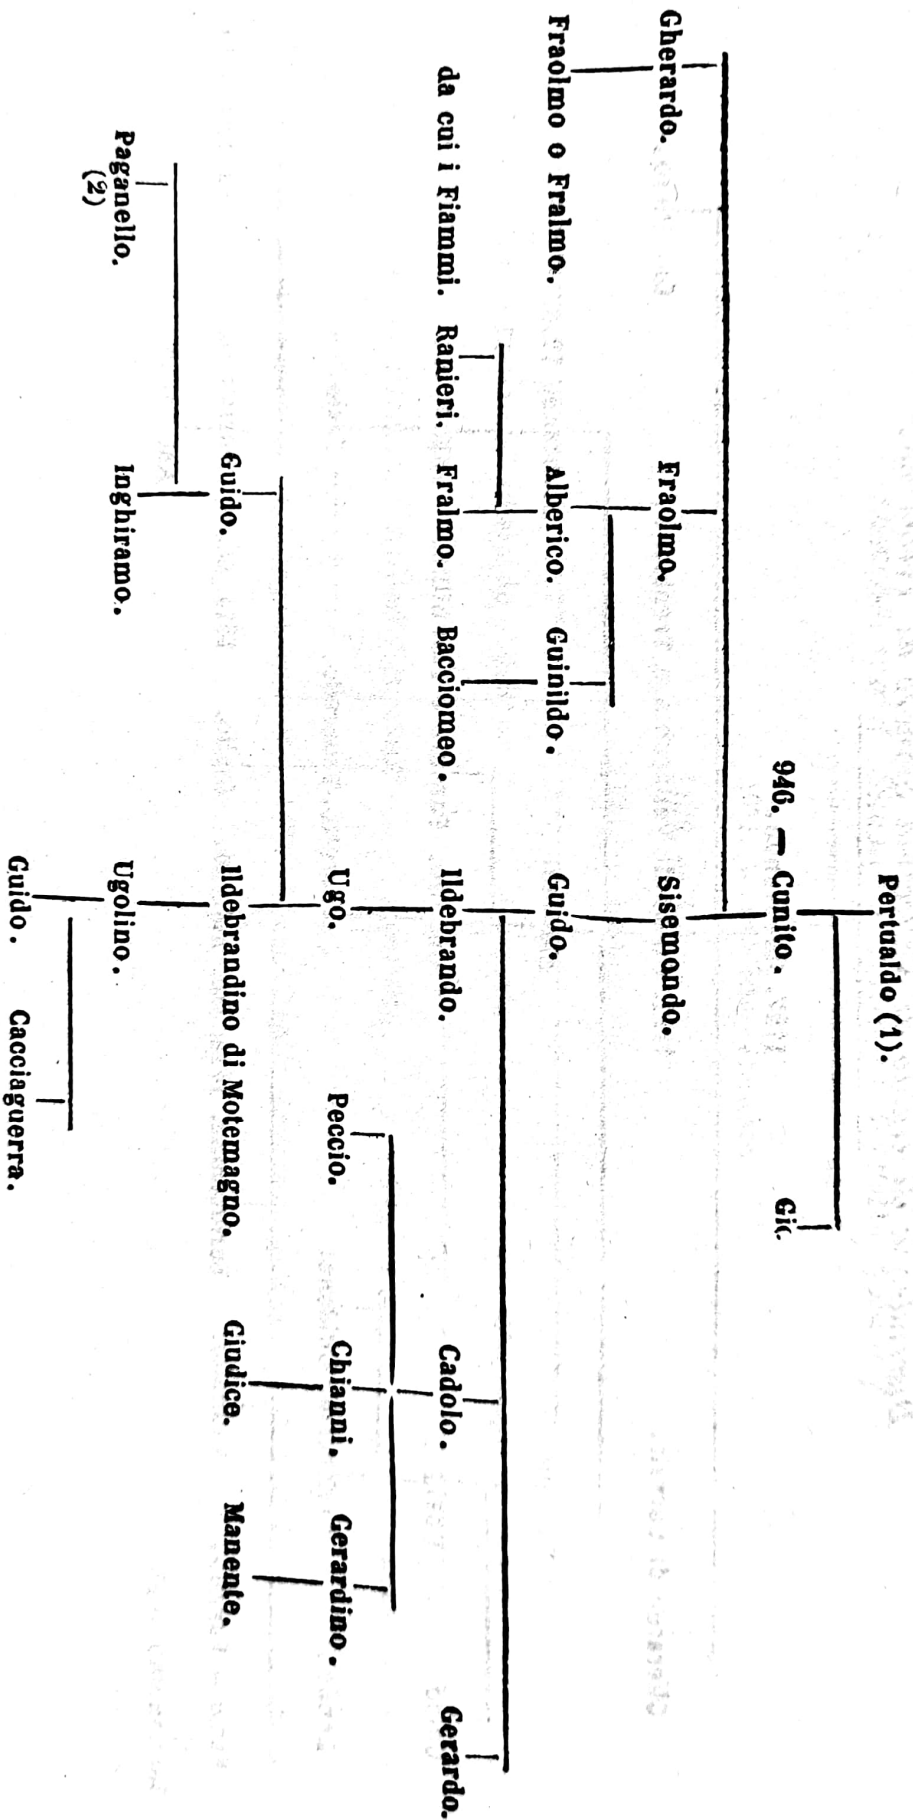 Pertualdo (1).
946. — Cunito. Gio.
Gherardo. Fraolmo. Sisemondo.
Fraolmo o Fralmo. Alberico. Guinildo. Guido.
da cui i Fiammi. Ranieri. Fralmo. Bacciomeo. Ildebrando. Cadolo. Gerardo.
Ugo. Peccio. Chianni. Gerardino.
Guido. Ildebrandino di Motemagno. Giudice. Manente.
Paganello. Inghiramo. Ugolino.
(2)
Guido. Cacciaguerra.